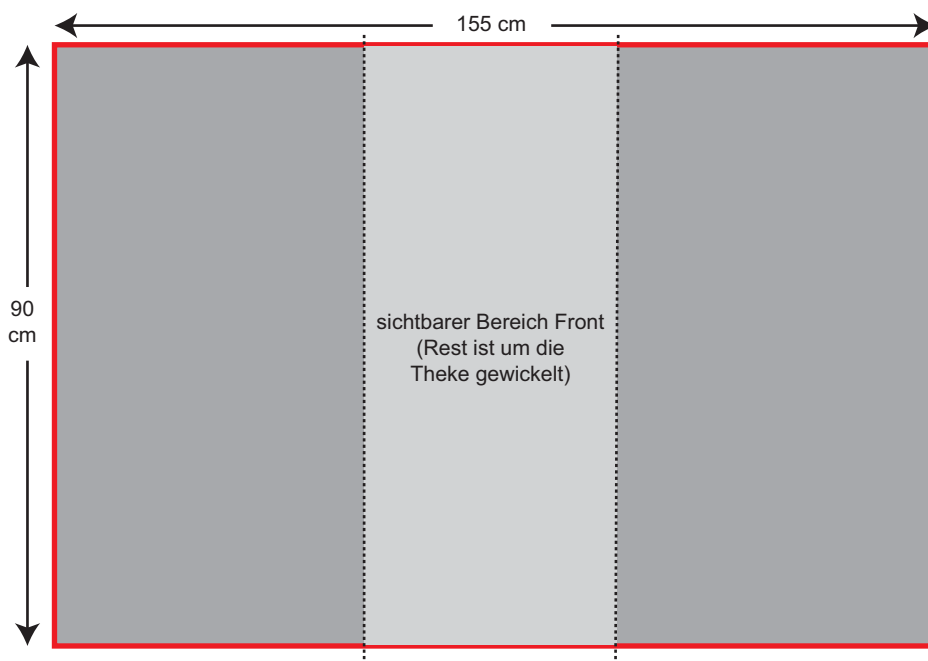 155 cm
90
cm
sichtbarer Bereich Front
(Rest ist um die
Theke gewickelt)